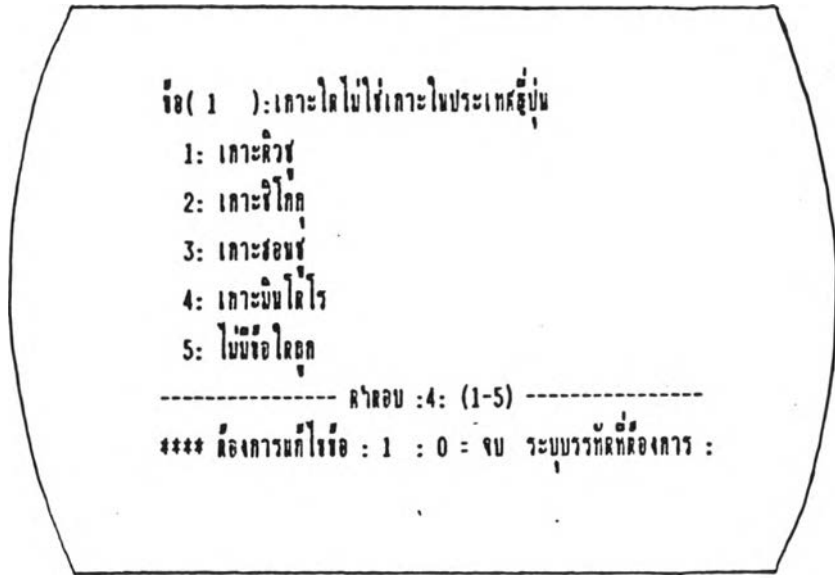 ข้อ( 1 ):เกาะใดไม่ใช่เกาะในประเทศญี่ปุ่น
1: เกาะคิวชู
2: เกาะชิโกกุ
3: เกาะฮอนชู
4: เกาะมินโดโร
5: ไม่มีข้อใดถูก
----------------- คำตอบ :4: (1-5) -----------------
**** ต้องการแก้ไขข้อ : 1 : 0 = จบ ระบุบรรทัดที่ต้องการ :